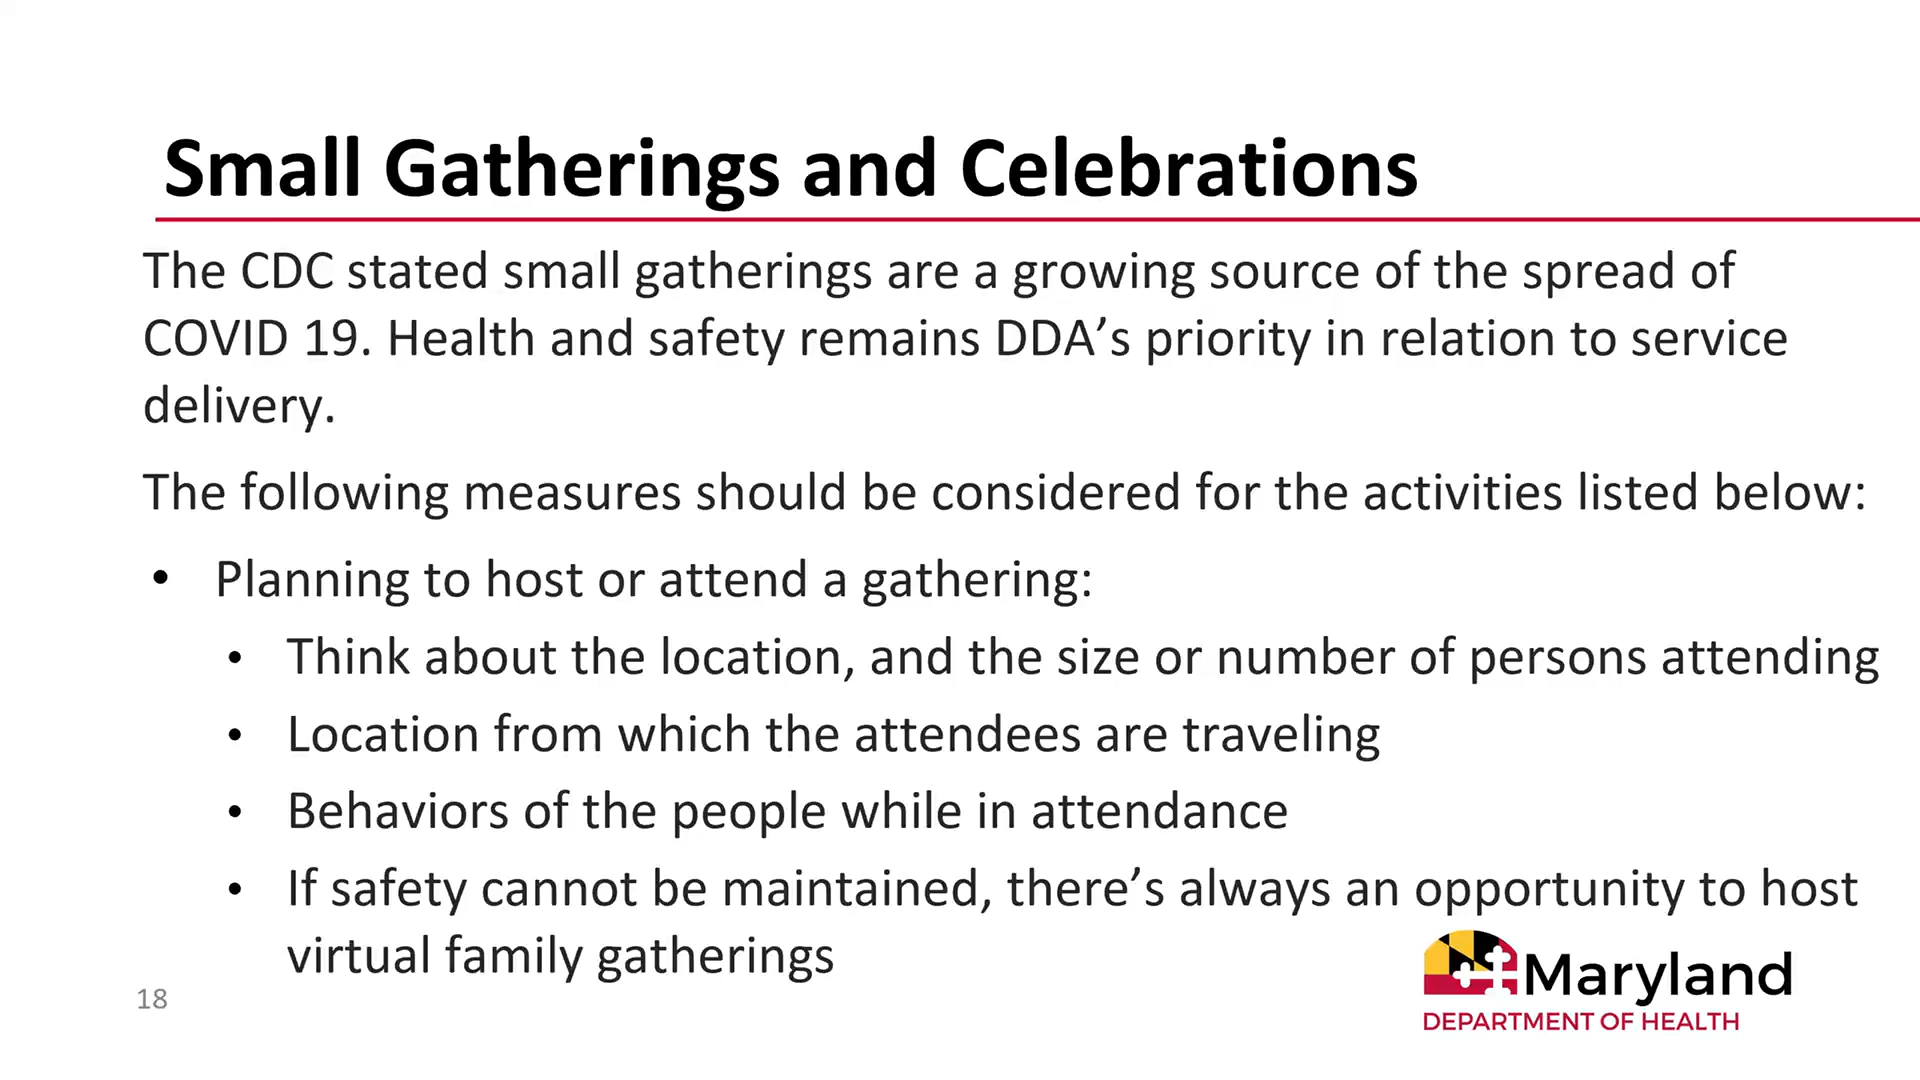 Small Gatherings and Celebrations
The CDC stated small gatherings are a growing source of the spread of
COVID 19. Health and safety remains DDA’s priority in relation to service
delivery.
The following measures should be considered for the activities listed below:
• Planning to host or attend a gathering:
• Think about the location, and the size or number of persons attending
• Location from which the attendees are traveling
• Behaviors of the people while in attendance
• If safety cannot be maintained, there’s always an opportunity to host
virtual family gatherings
18
Maryland
DEPARTMENT OF HEALTH